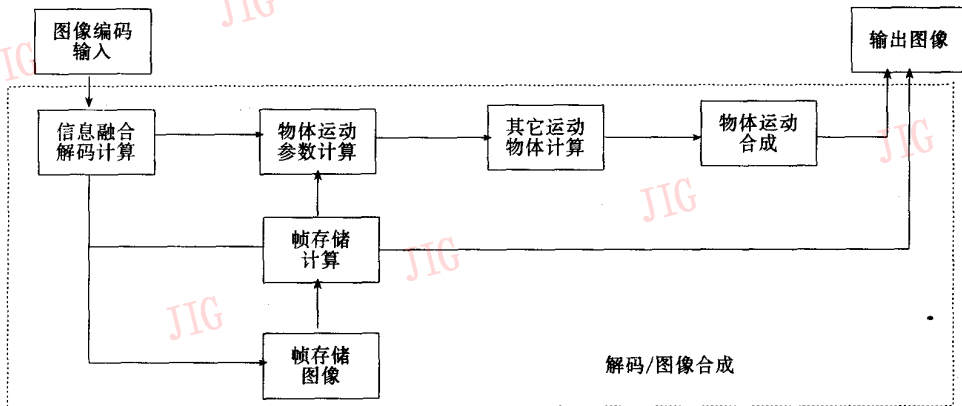 图像编码
输入
输出图像
信息融合
解码计算
物体运动
参数计算
其它运动
物体计算
物体运动
合成
帧存储
计算
帧存储
图像
解码/图像合成
JIG
JIG
JIG
JIG
JIG
JIG